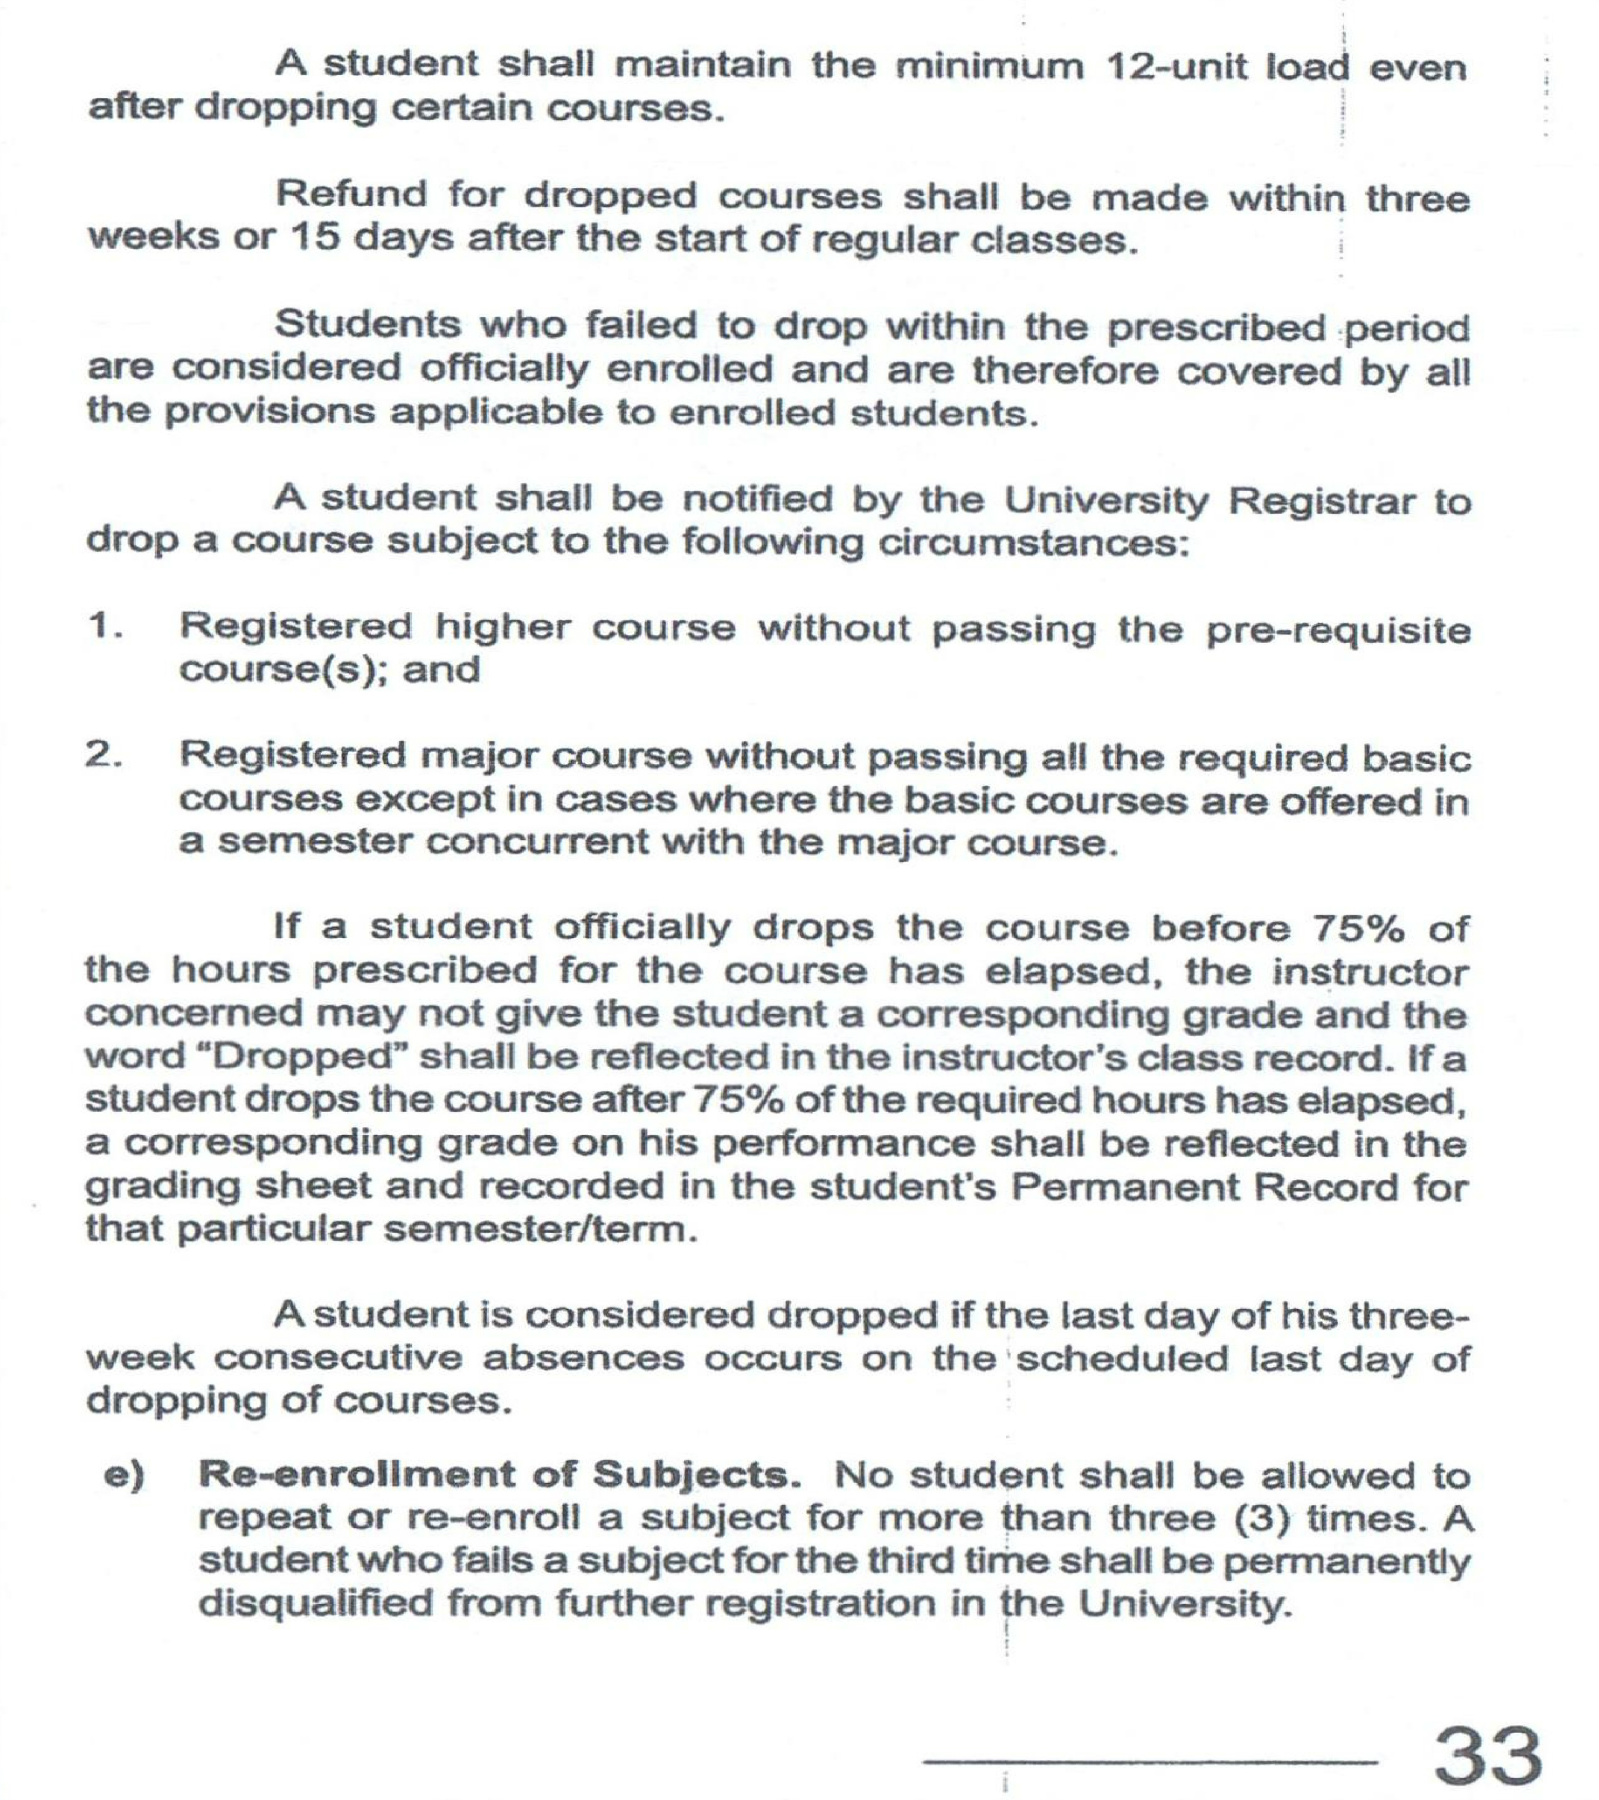 A student shall maintain the minimum 12-unit load even
after dropping certain courses.
Refund for dropped courses shall be made within three
weeks or 15 days after the start of regular classes.
Students who failed to drop within the prescribed period
are considered officially enrolled and are therefore covered by all
the provisions applicable to enrolled students.
A student shall be notified by the University Registrar to
drop a course subject to the following circumstances:
1. Registered higher course without passing the pre-requisite
course(s); and
2. Registered major course without passing all the required basic
courses except in cases where the basic courses are offered in
a semester concurrent with the major course.
If a student officially drops the course before 75% of
the hours prescribed for the course has elapsed, the instructor
concerned may not give the student a corresponding grade and the
word “Dropped” shall be reflected in the instructor's class record. If a
student drops the course after 75% of the required hours has elapsed,
a corresponding grade on his performance shall be reflected in the
grading sheet and recorded in the student's Permanent Record for
that particular semester/term.
A student is considered dropped if the last day of his three-
week consecutive absences occurs on the scheduled last day of
dropping of courses.
e) Re-enrollment of Subjects. No student shall be allowed to
repeat or re-enroll a subject for more than three (3) times. A
student who fails a subject for the third time shall be permanently
disqualified from further registration in the University.
33